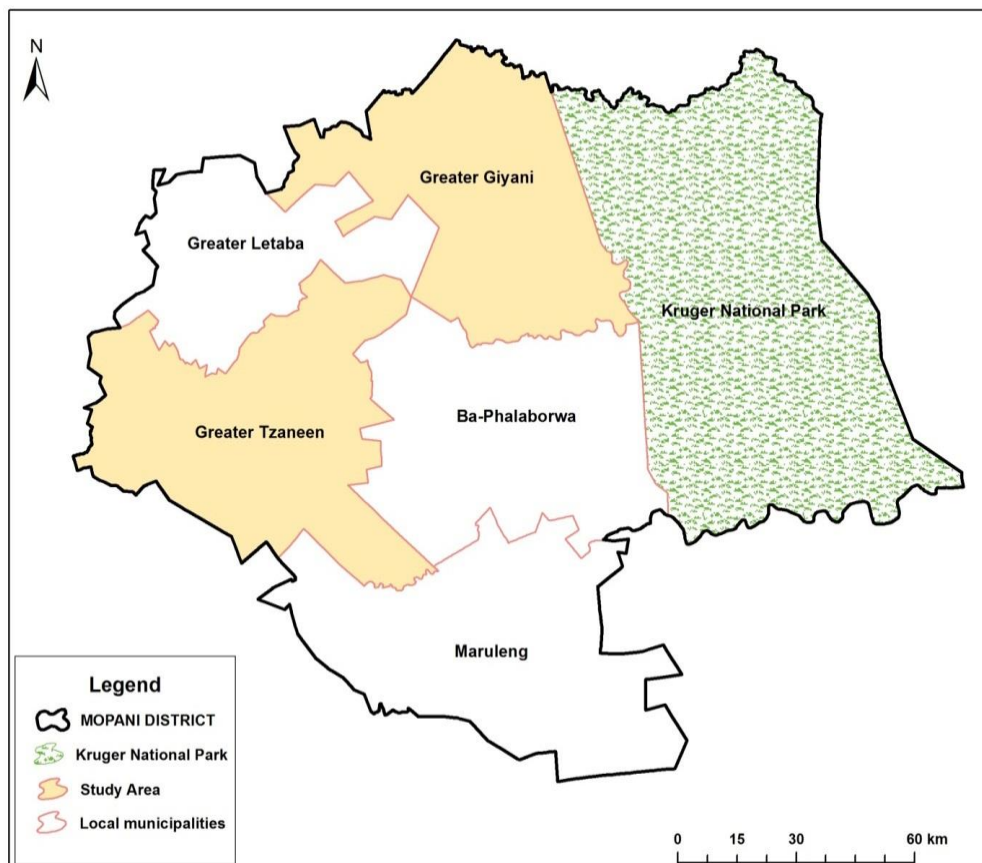 N
Greater Giyani
Greater Letaba
Kruger National Park
Ba-Phalaborwa
Greater Tzaneen
Maruleng
Legend
MOPANI DISTRICT
Kruger National Park
Study Area
Local municipalities
0 15 30 60 km